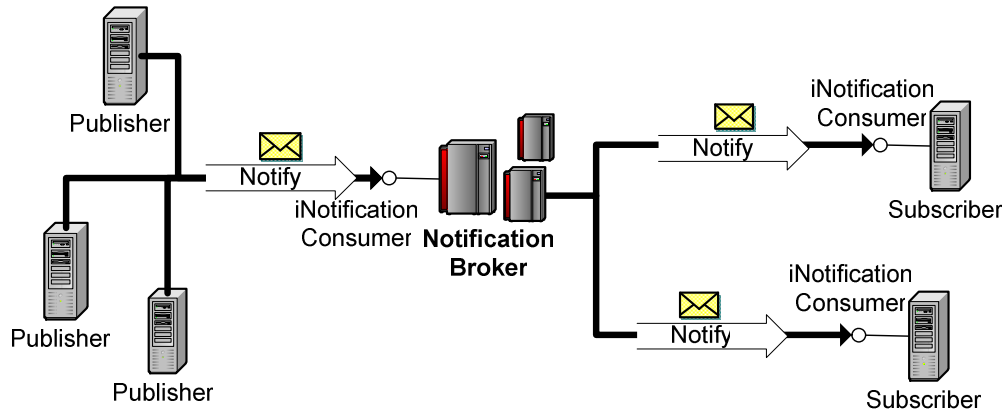 Publisher
Notify
iNotification
Consumer
Publisher
Publisher
Notification
Broker
Notify
iNotification
Consumer
Subscriber
Notify
iNotification
Consumer
Subscriber